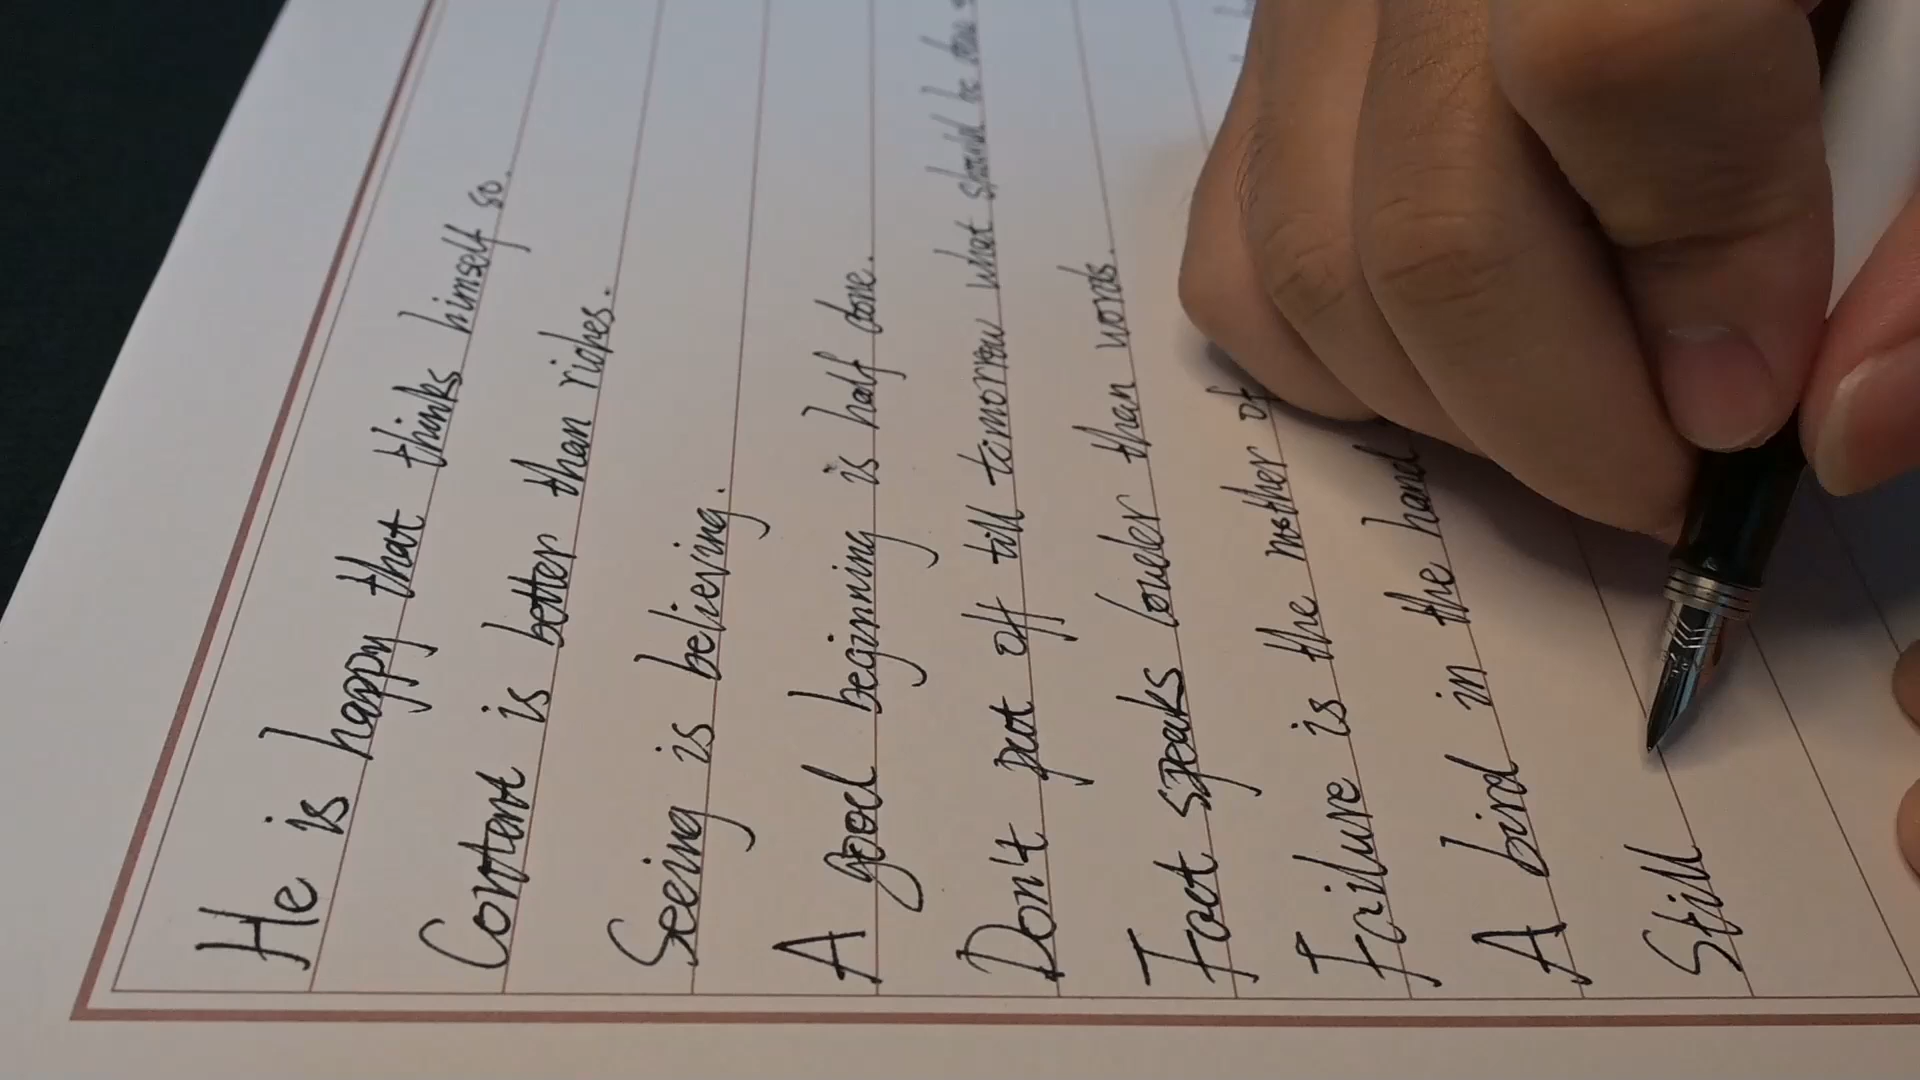 He is happy that thinks himself so.
Content is better than riches.
Seeing is believing.
A good beginning is half done.
Don't put off till tomorrow what should be done
Fact speaks louder than words.
Failure is the mother of
A bird in the hand
Still